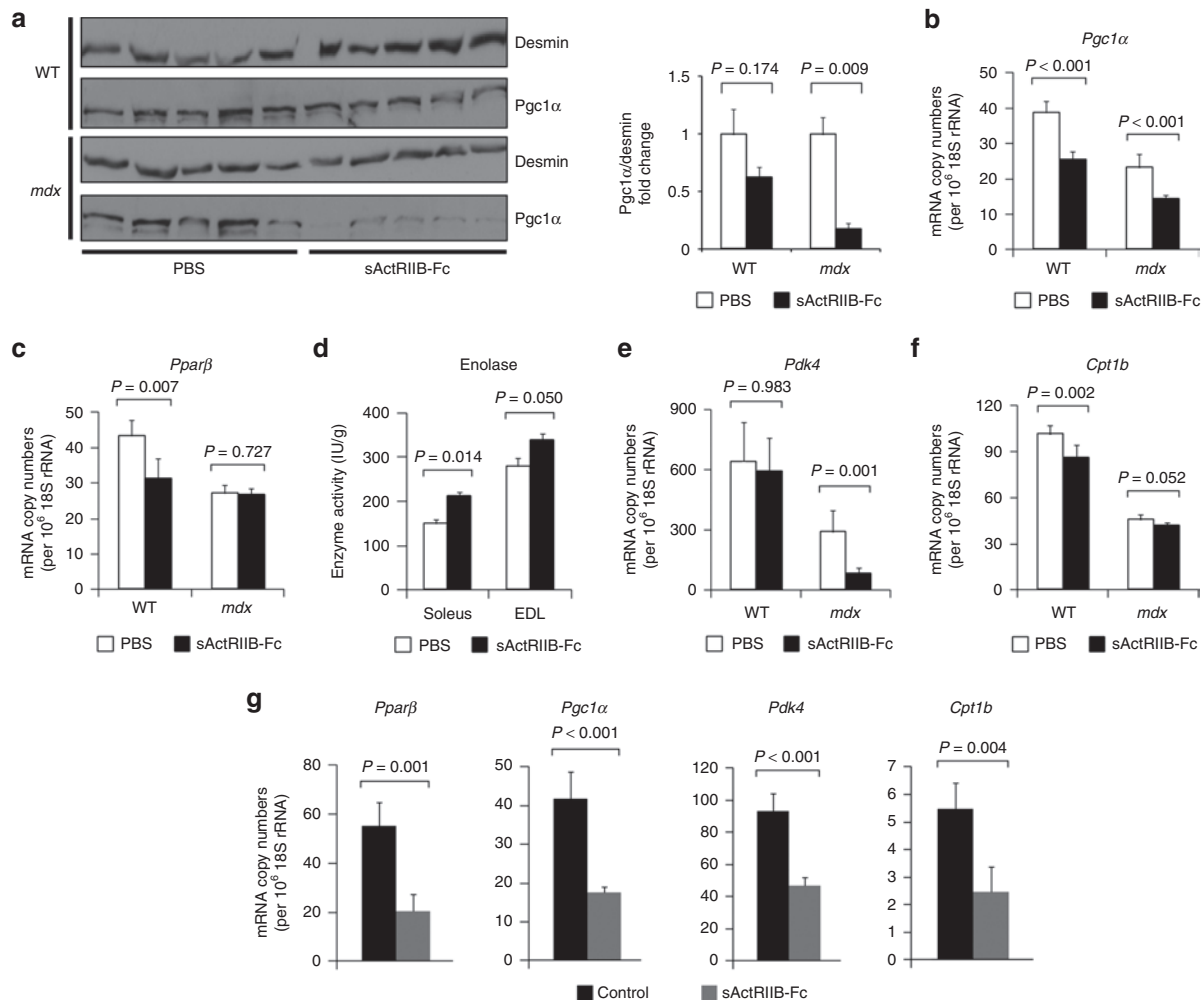 a
WT
mdx
Desmin
Pgc1α
Desmin
Pgc1α
PBS
sActRIIB-Fc
Pgc1α/desmin
fold change
1.5
1
0.5
0
P = 0.174
P = 0.009
WT
mdx
PBS
sActRIIB-Fc
b
Pgc1α
mRNA copy numbers
(per 10⁶ 18S rRNA)
50
40
30
20
10
0
P < 0.001
P < 0.001
WT
mdx
PBS
sActRIIB-Fc
c
Pparβ
mRNA copy numbers
(per 10⁶ 18S rRNA)
50
40
30
20
10
0
P = 0.007
P = 0.727
WT
mdx
PBS
sActRIIB-Fc
d
Enolase
Enzyme activity (IU/g)
400
300
200
100
0
P = 0.014
P = 0.050
Soleus
EDL
PBS
sActRIIB-Fc
e
Pdk4
mRNA copy numbers
(per 10⁶ 18S rRNA)
900
600
300
0
P = 0.983
P = 0.001
WT
mdx
PBS
sActRIIB-Fc
f
Cpt1b
mRNA copy numbers
(per 10⁶ 18S rRNA)
120
90
60
30
0
P = 0.002
P = 0.052
WT
mdx
PBS
sActRIIB-Fc
g
Pparβ
mRNA copy numbers
(per 10⁶ 18S rRNA)
80
60
40
20
0
P = 0.001
Pgc1α
50
40
30
20
10
0
P < 0.001
Pdk4
120
100
80
60
40
20
0
P < 0.001
Cpt1b
7
6
5
4
3
2
1
0
P = 0.004
Control
sActRIIB-Fc